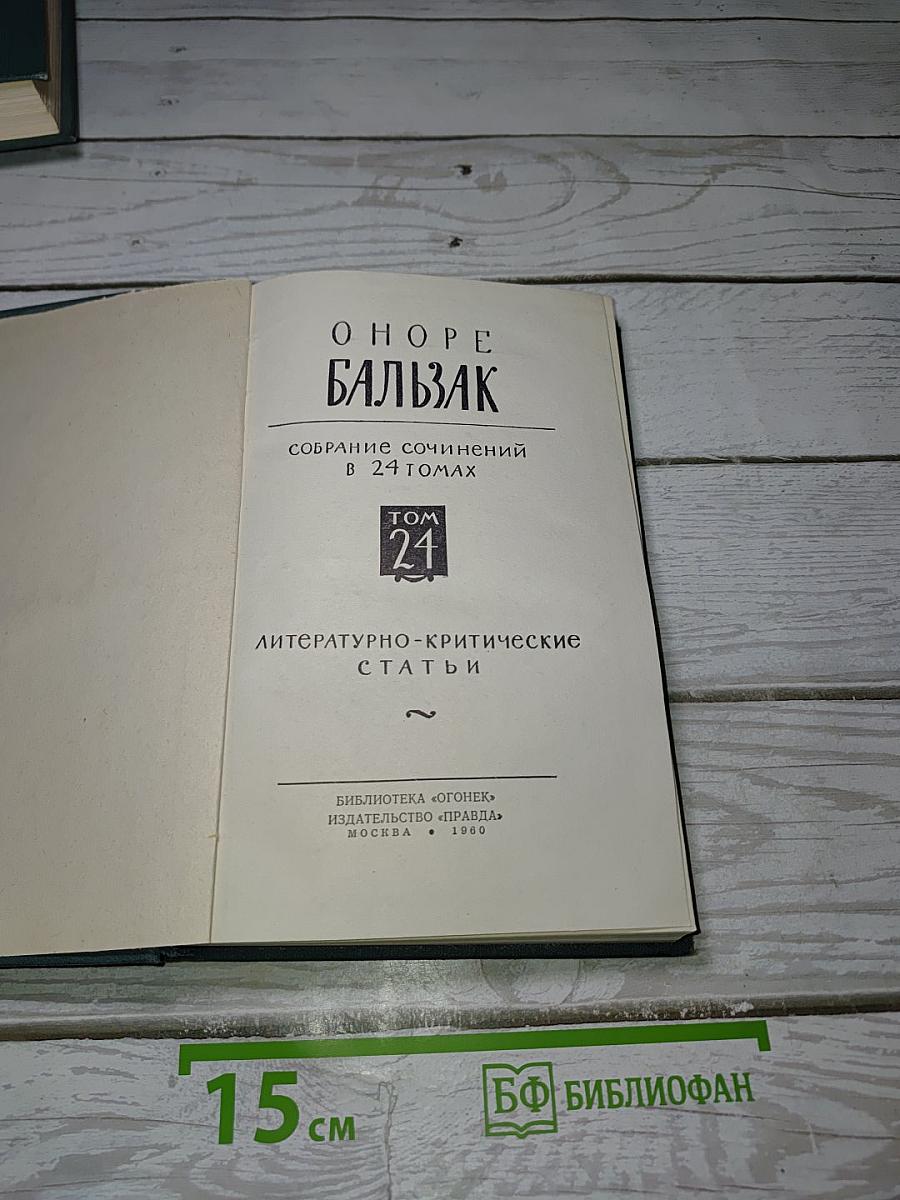 ОНОРЕ
БАЛЬЗАК
СОБРАНИЕ СОЧИНЕНИЙ
В 24 ТОМАХ
ТОМ
24
ЛИТЕРАТУРНО-КРИТИЧЕСКИЕ
СТАТЬИ
БИБЛИОТЕКА «ОГОНЕК»
ИЗДАТЕЛЬСТВО «ПРАВДА»
МОСКВА • 1960
15 см
БФ БИБЛИОФАН